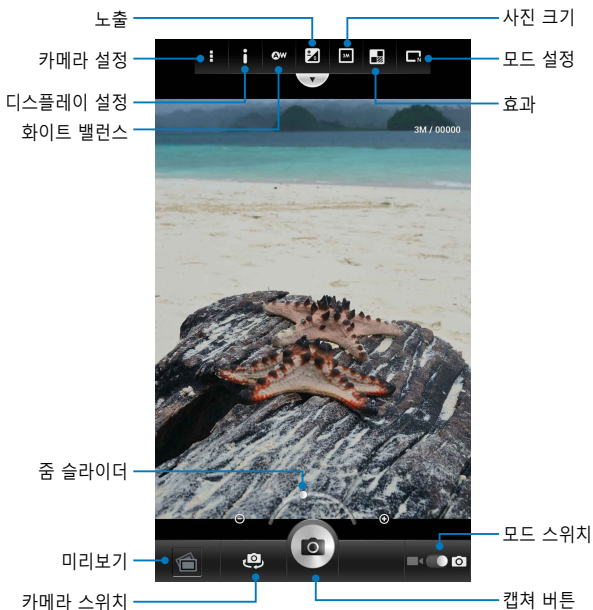 노출
사진 크기
카메라 설정
모드 설정
디스플레이 설정
효과
화이트 밸런스
3M / 00000
줌 슬라이더
모드 스위치
미리보기
카메라 스위치
캡쳐 버튼